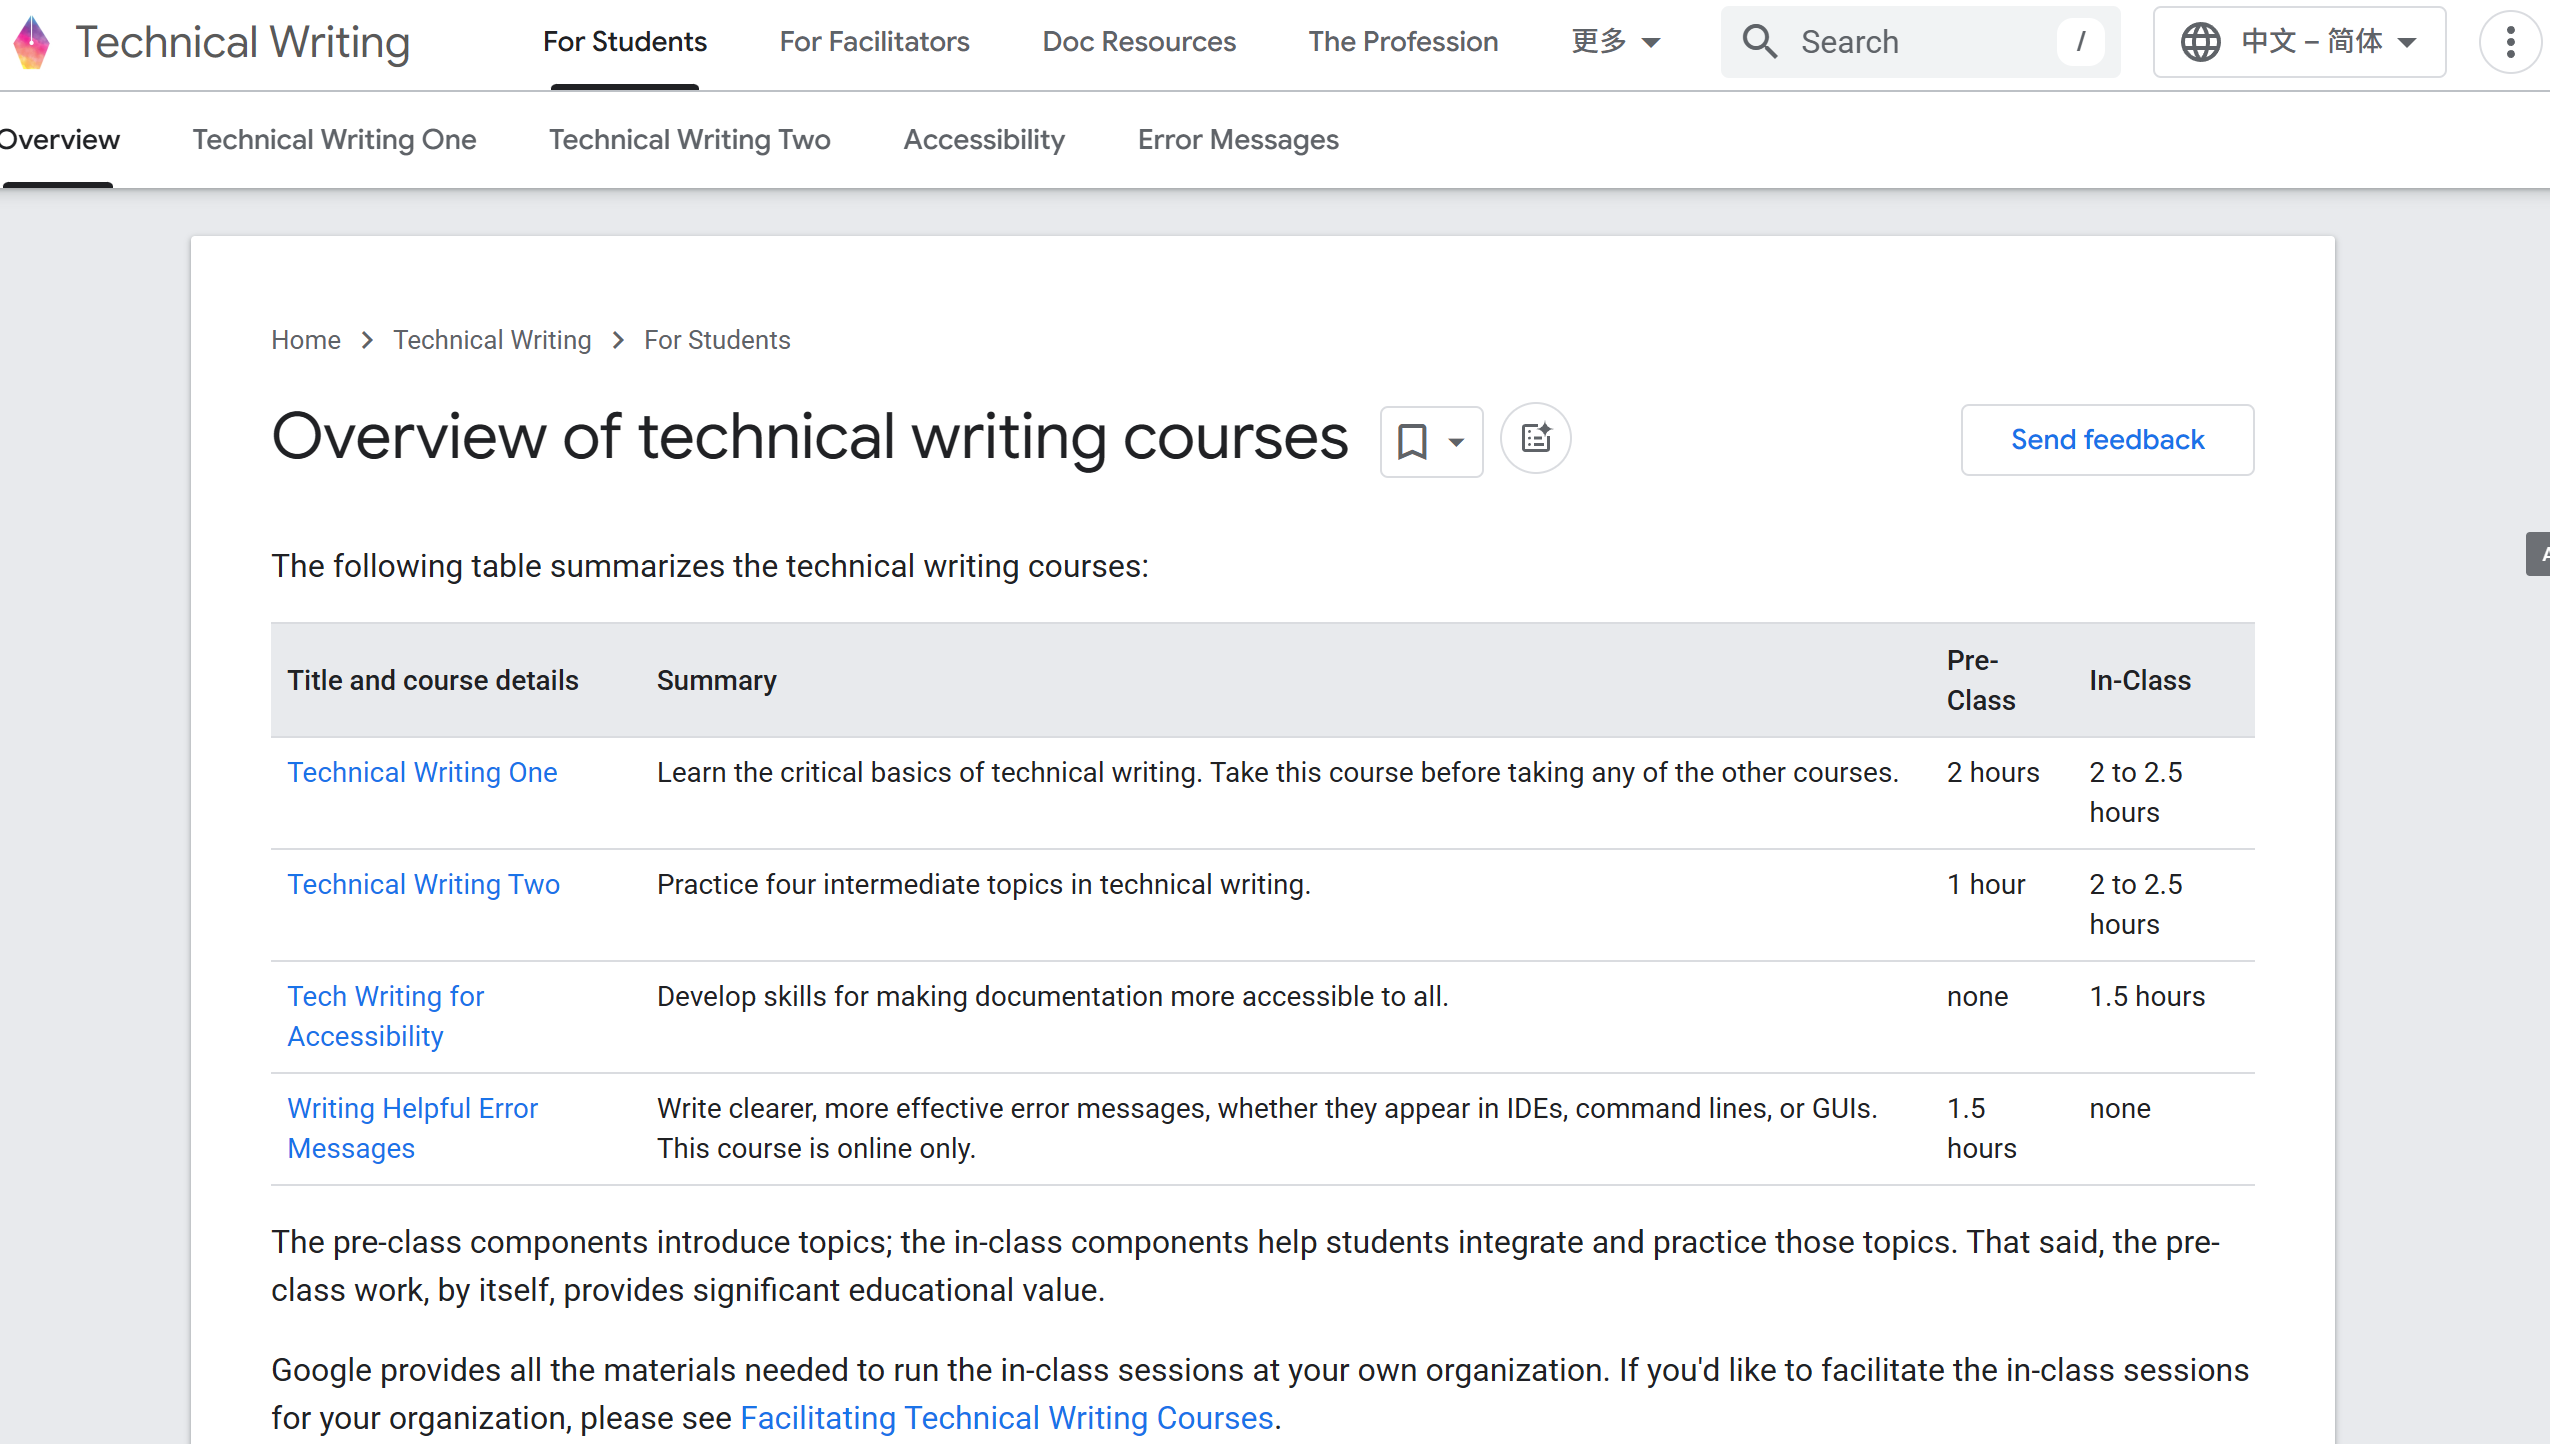 Technical Writing
For Students
For Facilitators
Doc Resources
The Profession
更多
Search
/
中文 – 简体
Overview
Technical Writing One
Technical Writing Two
Accessibility
Error Messages
Home
Technical Writing
For Students
Overview of technical writing courses
Send feedback
The following table summarizes the technical writing courses:
Title and course details
Summary
Pre-
Class
In-Class
Technical Writing One
Learn the critical basics of technical writing. Take this course before taking any of the other courses.
2 hours
2 to 2.5
hours
Technical Writing Two
Practice four intermediate topics in technical writing.
1 hour
2 to 2.5
hours
Tech Writing for
Accessibility
Develop skills for making documentation more accessible to all.
none
1.5 hours
Writing Helpful Error
Messages
Write clearer, more effective error messages, whether they appear in IDEs, command lines, or GUIs.
This course is online only.
1.5
hours
none
The pre-class components introduce topics; the in-class components help students integrate and practice those topics. That said, the pre-
class work, by itself, provides significant educational value.
Google provides all the materials needed to run the in-class sessions at your own organization. If you'd like to facilitate the in-class sessions
for your organization, please see Facilitating Technical Writing Courses.